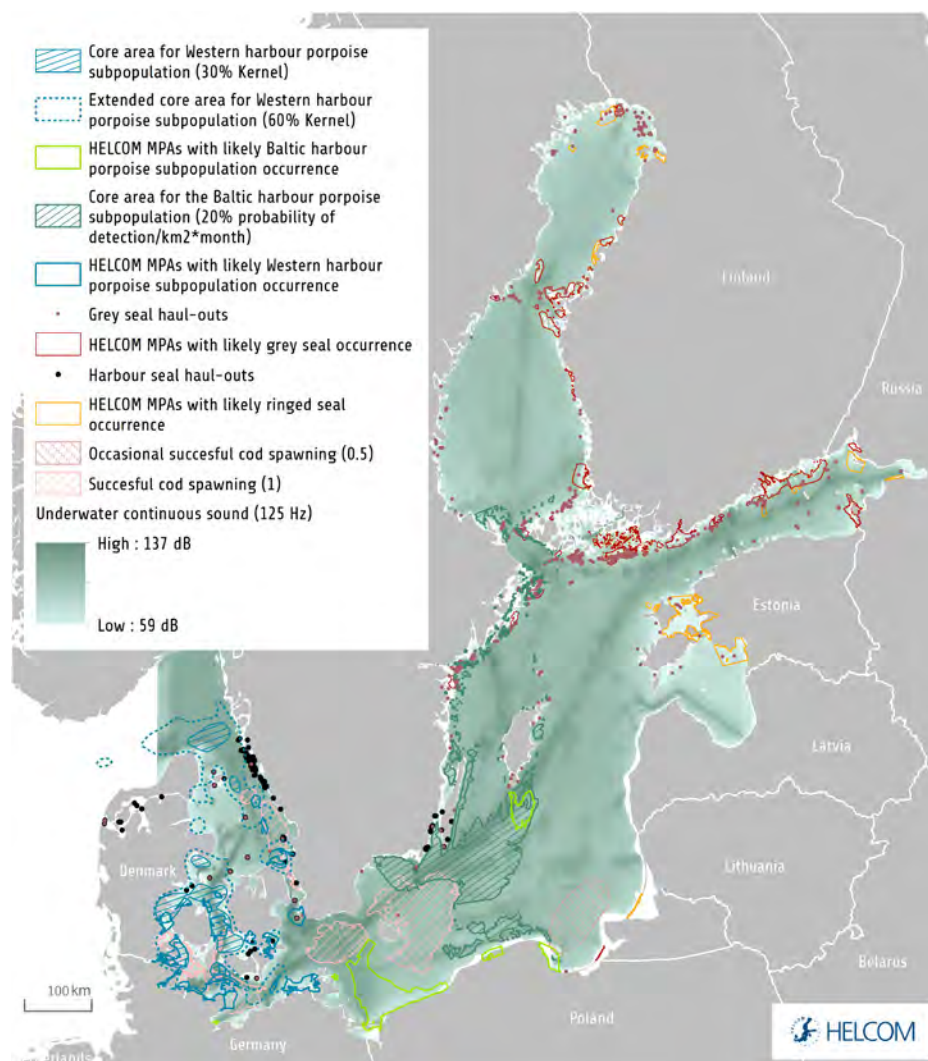 Core area for Western harbour porpoise
subpopulation (30% Kernel)
Extended core area for Western harbour
porpoise subpopulation (60% Kernel)
HELCOM MPAs with likely Baltic harbour
porpoise subpopulation occurrence
Core area for the Baltic harbour porpoise
subpopulation (20% probability of
detection/km2*month)
HELCOM MPAs with likely Western harbour
porpoise subpopulation occurrence
Grey seal haul-outs
HELCOM MPAs with likely grey seal occurrence
Harbour seal haul-outs
HELCOM MPAs with likely ringed seal
occurrence
Occasional succesful cod spawning (0.5)
Succesful cod spawning (1)
Underwater continuous sound (125 Hz)
High : 137 dB
Low : 59 dB
Finland
Russia
Estonia
Latvia
Lithuania
Denmark
Belarus
100 km
Poland
Germany
HELCOM